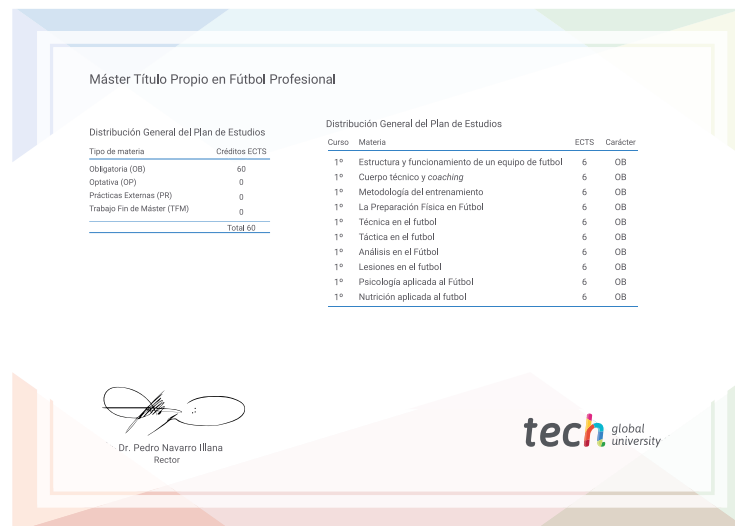 Máster Título Propio en Fútbol Profesional
Distribución General del Plan de Estudios
Tipo de materia Créditos ECTS
Obligatoria (OB) 60
Optativa (OP) 0
Prácticas Externas (PR) 0
Trabajo Fin de Máster (TFM) 0
Total 60
Distribución General del Plan de Estudios
Curso Materia ECTS Carácter
1º Estructura y funcionamiento de un equipo de futbol 6 OB
1º Cuerpo técnico y coaching 6 OB
1º Metodología del entrenamiento 6 OB
1º La Preparación Física en Fútbol 6 OB
1º Técnica en el futbol 6 OB
1º Táctica en el futbol 6 OB
1º Análisis en el Fútbol 6 OB
1º Lesiones en el futbol 6 OB
1º Psicología aplicada al Fútbol 6 OB
1º Nutrición aplicada al futbol 6 OB
Dr. Pedro Navarro Illana
Rector
tech global
university